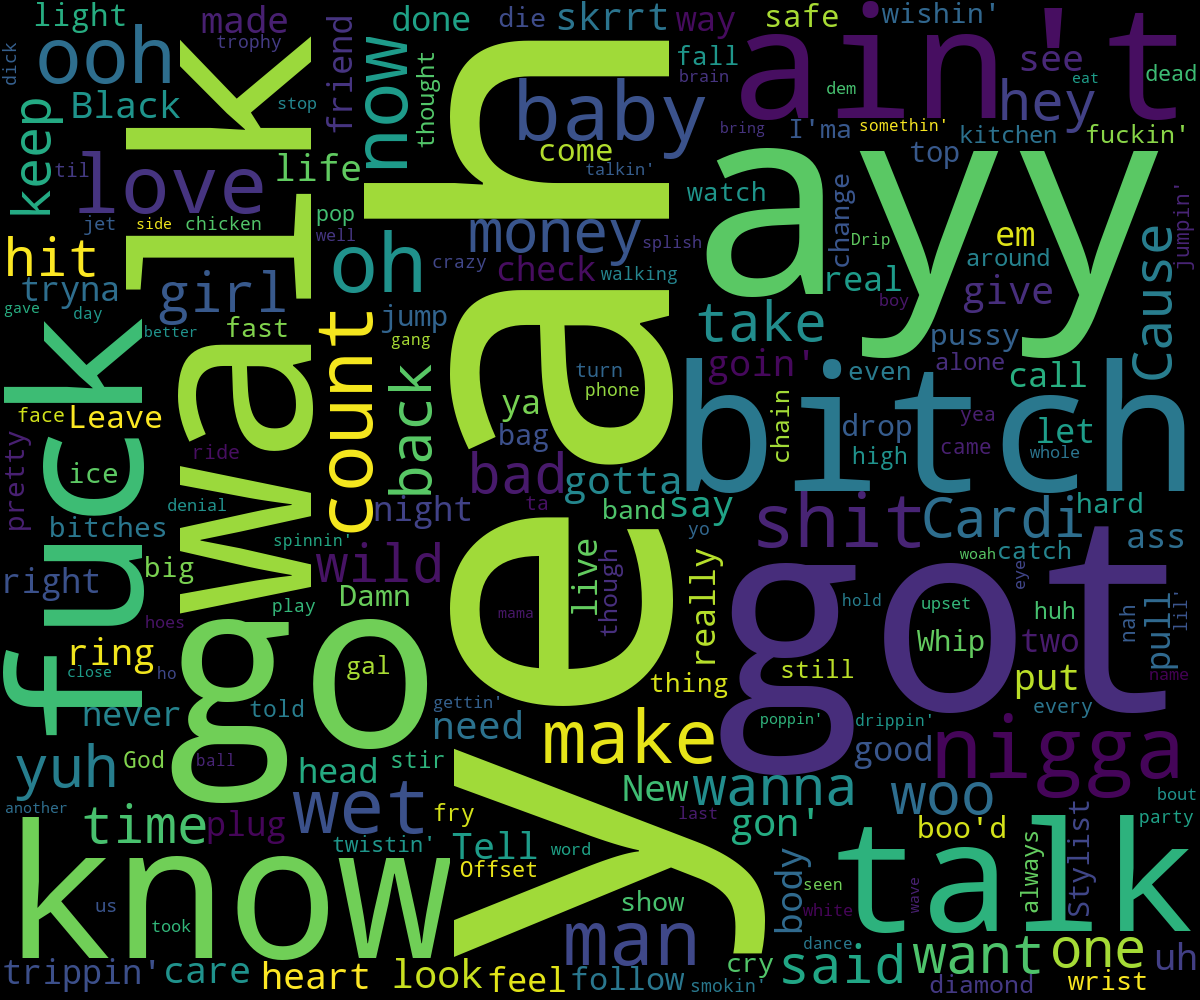 light
made
trophy
done
die
skrrt
way
safe
wishin'
ain't
dick
ooh
walk
friend
now
thought
yeah
baby
fall
brain
see
eat
dead
hey
dem
Black
stop
keep
til
love
life
come
talkin'
bring
I'ma
somethin'
kitchen
fuckin'
top
ayy
watch
change
jet
side
chicken
pop
well
oh
money
splish
crazy
check
walking
Drip
em
around
cause
jumpin'
real
boy
give
hit
tryna
gave
day
girl
better
fast
count
jump
gang
back
take
goin'
pussy
alone
even
call
turn
phone
ya
bag
chain
bitch
drop
high
yea
came
let
whole
fuck
face
Leave
ice
pretty
ride
denial
bitches
spinnin'
night
bad
gotta
ta
band
say
yo
shit
Cardi
hard
ass
woah
catch
eye
right
big
wild
Damn
play
hoes
live
though
mama
really
got
hold
upset
huh
Whip
two
nah
pull
lil'
name
ring
close
ho
go
gal
thing
still
put
every
never
told
gettin'
need
make
poppin'
drippin'
good
nigga
yuh
God
ball
head
stir
New
wanna
woo
bout
party
another
time
plug
wet
fry
last
gon'
boo'd
twistin'
Tell
word
Offset
know
us
took
show
man
body
seen
white
wave
talk
always
Stylist
dance
trippin'
care
heart
look
feel
follow
smokin'
cry
said
want
one
uh
diamond
wrist